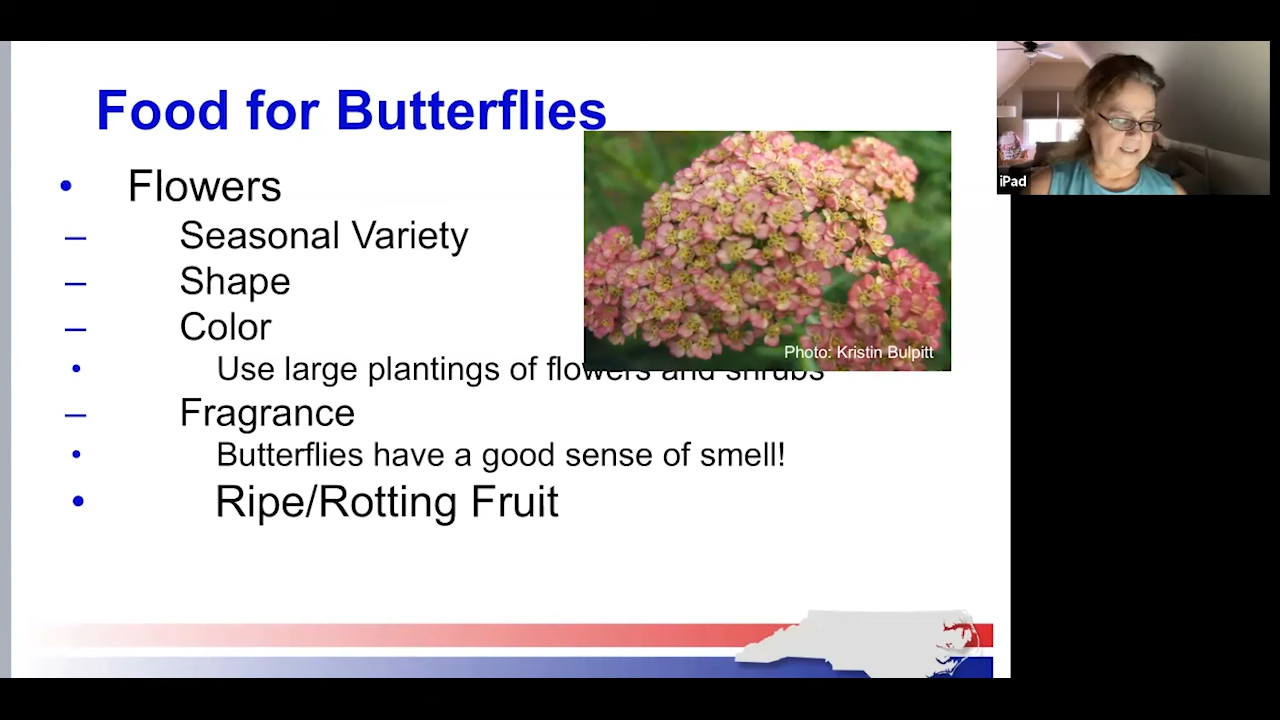 Food for Butterflies
• Flowers
– Seasonal Variety
– Shape
– Color
• Use large plantings of flowers and shrubs
– Fragrance
• Butterflies have a good sense of smell!
• Ripe/Rotting Fruit
Photo: Kristin Bulpitt
iPad